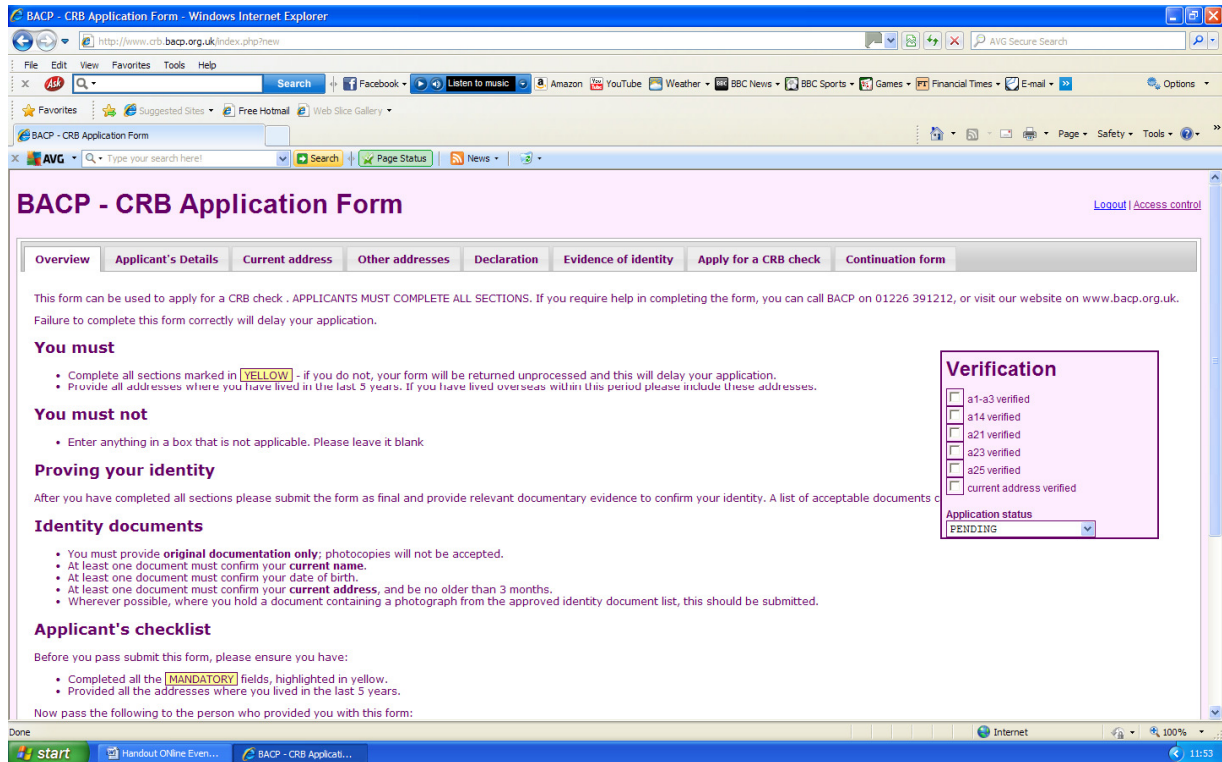 BACP - CRB Application Form - Windows Internet Explorer
http://www.crb.bacp.org.uk/index.php?new
AVG Secure Search
File Edit View Favorites Tools Help
x Ask Search Facebook Listen to music a Amazon YouTube Weather BBC News BBC Sports Games FT Financial Times E-mail Options
Favorites Suggested Sites Free Hotmail Web Slice Gallery
BACP - CRB Application Form
Page Safety Tools
x AVG Type your search here! Search Page Status News
BACP - CRB Application Form
Logout | Access control
Overview Applicant's Details Current address Other addresses Declaration Evidence of identity Apply for a CRB check Continuation form
This form can be used to apply for a CRB check . APPLICANTS MUST COMPLETE ALL SECTIONS. If you require help in completing the form, you can call BACP on 01226 391212, or visit our website on www.bacp.org.uk.
Failure to complete this form correctly will delay your application.
You must
• Complete all sections marked in YELLOW - if you do not, your form will be returned unprocessed and this will delay your application.
• Provide all addresses where you have lived in the last 5 years. If you have lived overseas within this period please include these addresses.
You must not
• Enter anything in a box that is not applicable. Please leave it blank
Proving your identity
After you have completed all sections please submit the form as final and provide relevant documentary evidence to confirm your identity. A list of acceptable documents c
Identity documents
• You must provide original documentation only; photocopies will not be accepted.
• At least one document must confirm your current name.
• At least one document must confirm your date of birth.
• At least one document must confirm your current address, and be no older than 3 months.
• Wherever possible, where you hold a document containing a photograph from the approved identity document list, this should be submitted.
Applicant's checklist
Before you pass submit this form, please ensure you have:
• Completed all the MANDATORY fields, highlighted in yellow.
• Provided all the addresses where you lived in the last 5 years.
Now pass the following to the person who provided you with this form:
Verification
a1-a3 verified
a14 verified
a21 verified
a23 verified
a25 verified
current address verified
Application status
PENDING
Done
Internet
100%
start
Handout ONline Even...
BACP - CRB Applicati...
11:53